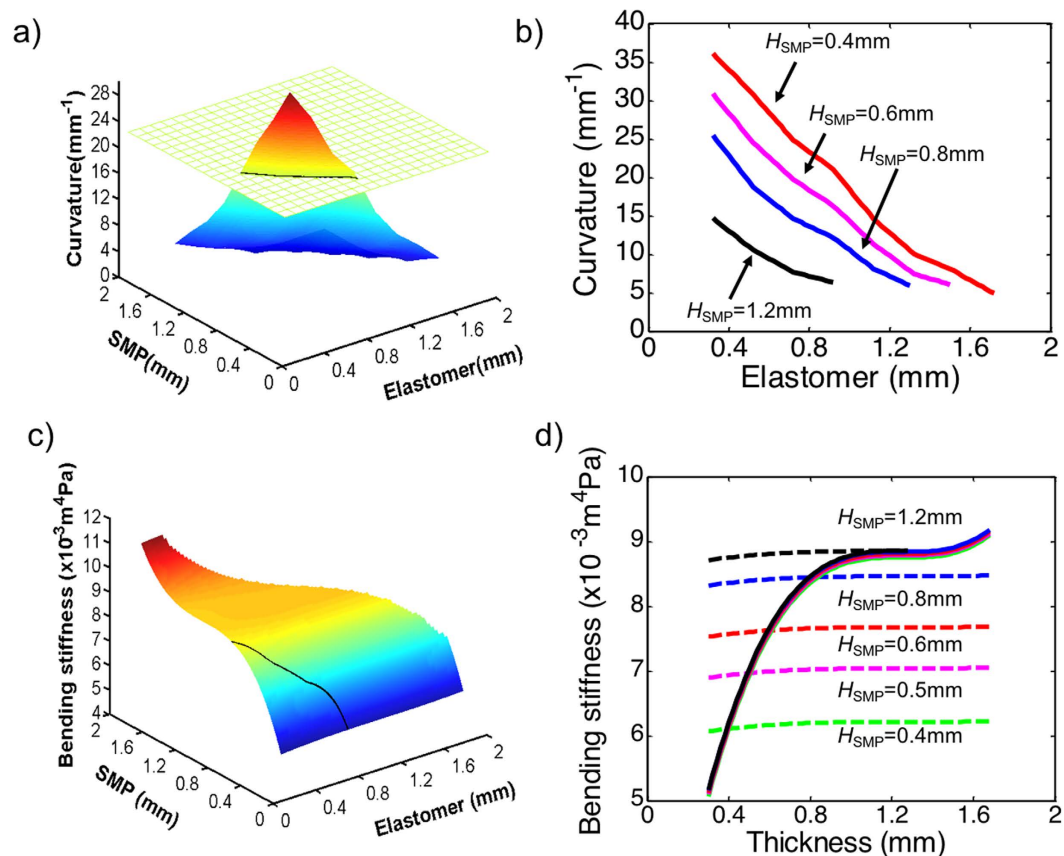 a)
28
24
20
16
12
8
4
0
Curvature(mm⁻¹)
2
1.6
1.2
0.8
0.4
0
SMP(mm)
0
0.4
0.8
1.2
1.6
2
Elastomer(mm)
b)
40
35
30
25
20
15
10
5
0
Curvature (mm⁻¹)
H_SMP=0.4mm
H_SMP=0.6mm
H_SMP=0.8mm
H_SMP=1.2mm
0 0.4 0.8 1.2 1.6 2
Elastomer (mm)
c)
12
11
10
9
8
7
6
5
4
Bending stiffness (x10⁻³m⁴Pa)
2
1.6
1.2
0.8
0.4
0
SMP (mm)
0
0.4
0.8
1.2
1.6
2
Elastomer (mm)
d)
10
9
8
7
6
5
Bending stiffness (x10⁻³m⁴Pa)
H_SMP=1.2mm
H_SMP=0.8mm
H_SMP=0.6mm
H_SMP=0.5mm
H_SMP=0.4mm
0 0.4 0.8 1.2 1.6 2
Thickness (mm)